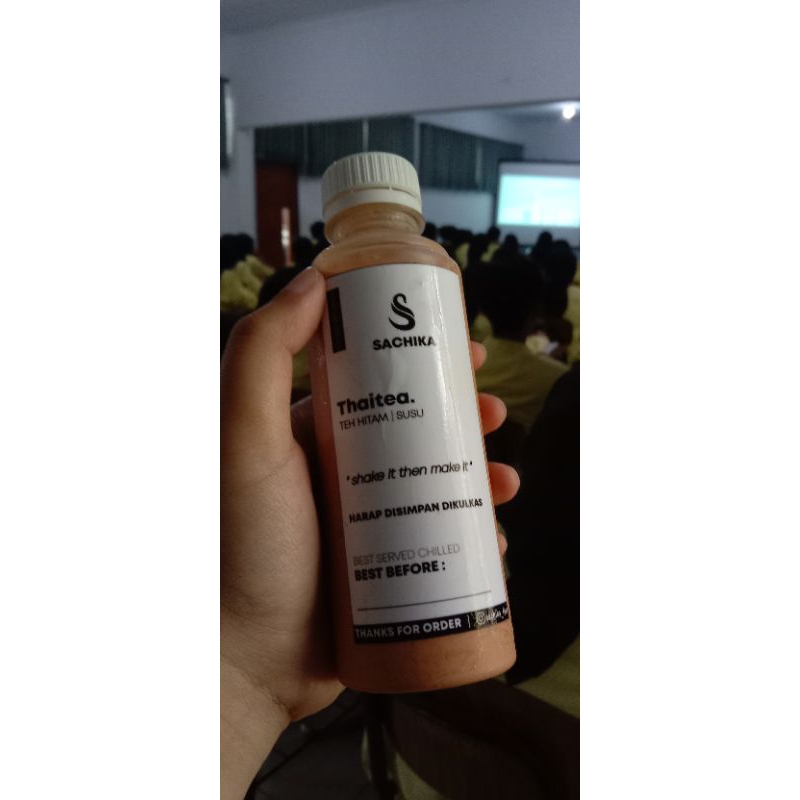 SACHIKA
Thaitea.
TEH HITAM | SUSU
"shake it then make it"
HARAP DISIMPAN DIKULKAS
BEST SERVED CHILLED
BEST BEFORE :
THANKS FOR ORDER |